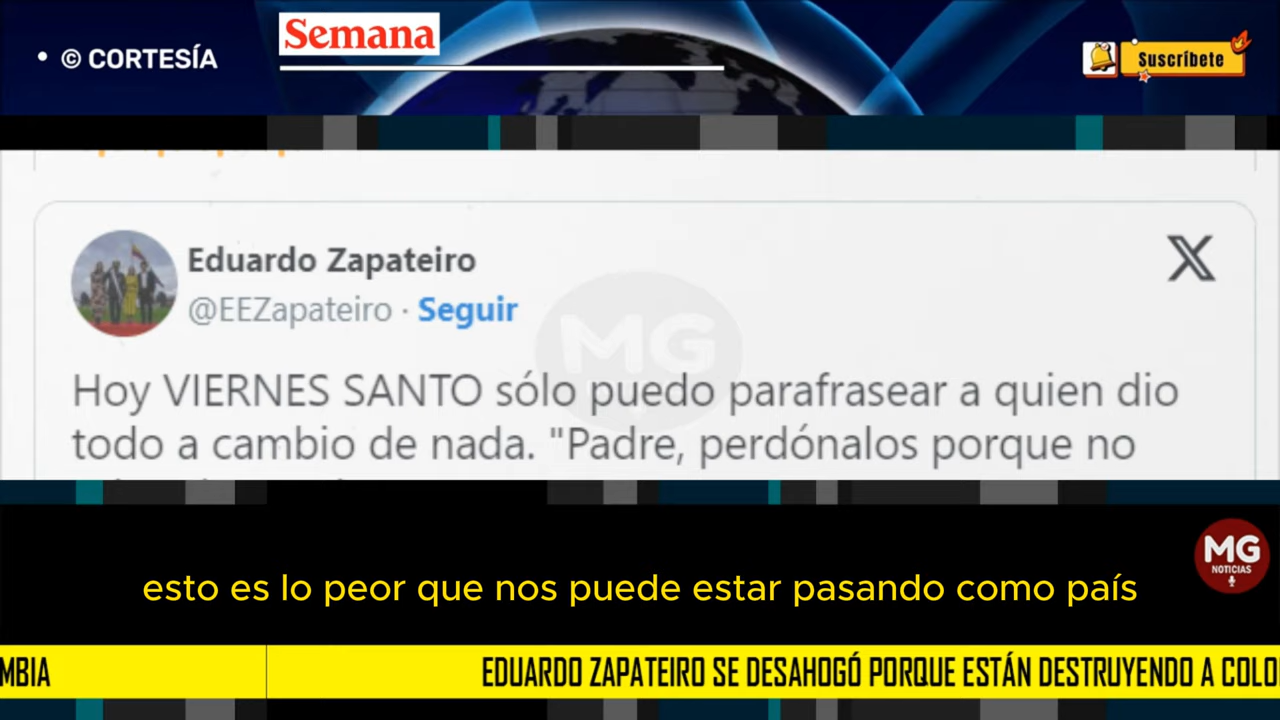 • © CORTESÍA
Semana
Suscríbete
Eduardo Zapateiro
@EEZapateiro · Seguir
Hoy VIERNES SANTO sólo puedo parafrasear a quien dio
todo a cambio de nada. "Padre, perdónalos porque no
MG
MG
NOTICIAS
esto es lo peor que nos puede estar pasando como país
MBIA
EDUARDO ZAPATEIRO SE DESAHOGÓ PORQUE ESTÁN DESTRUYENDO A COLO